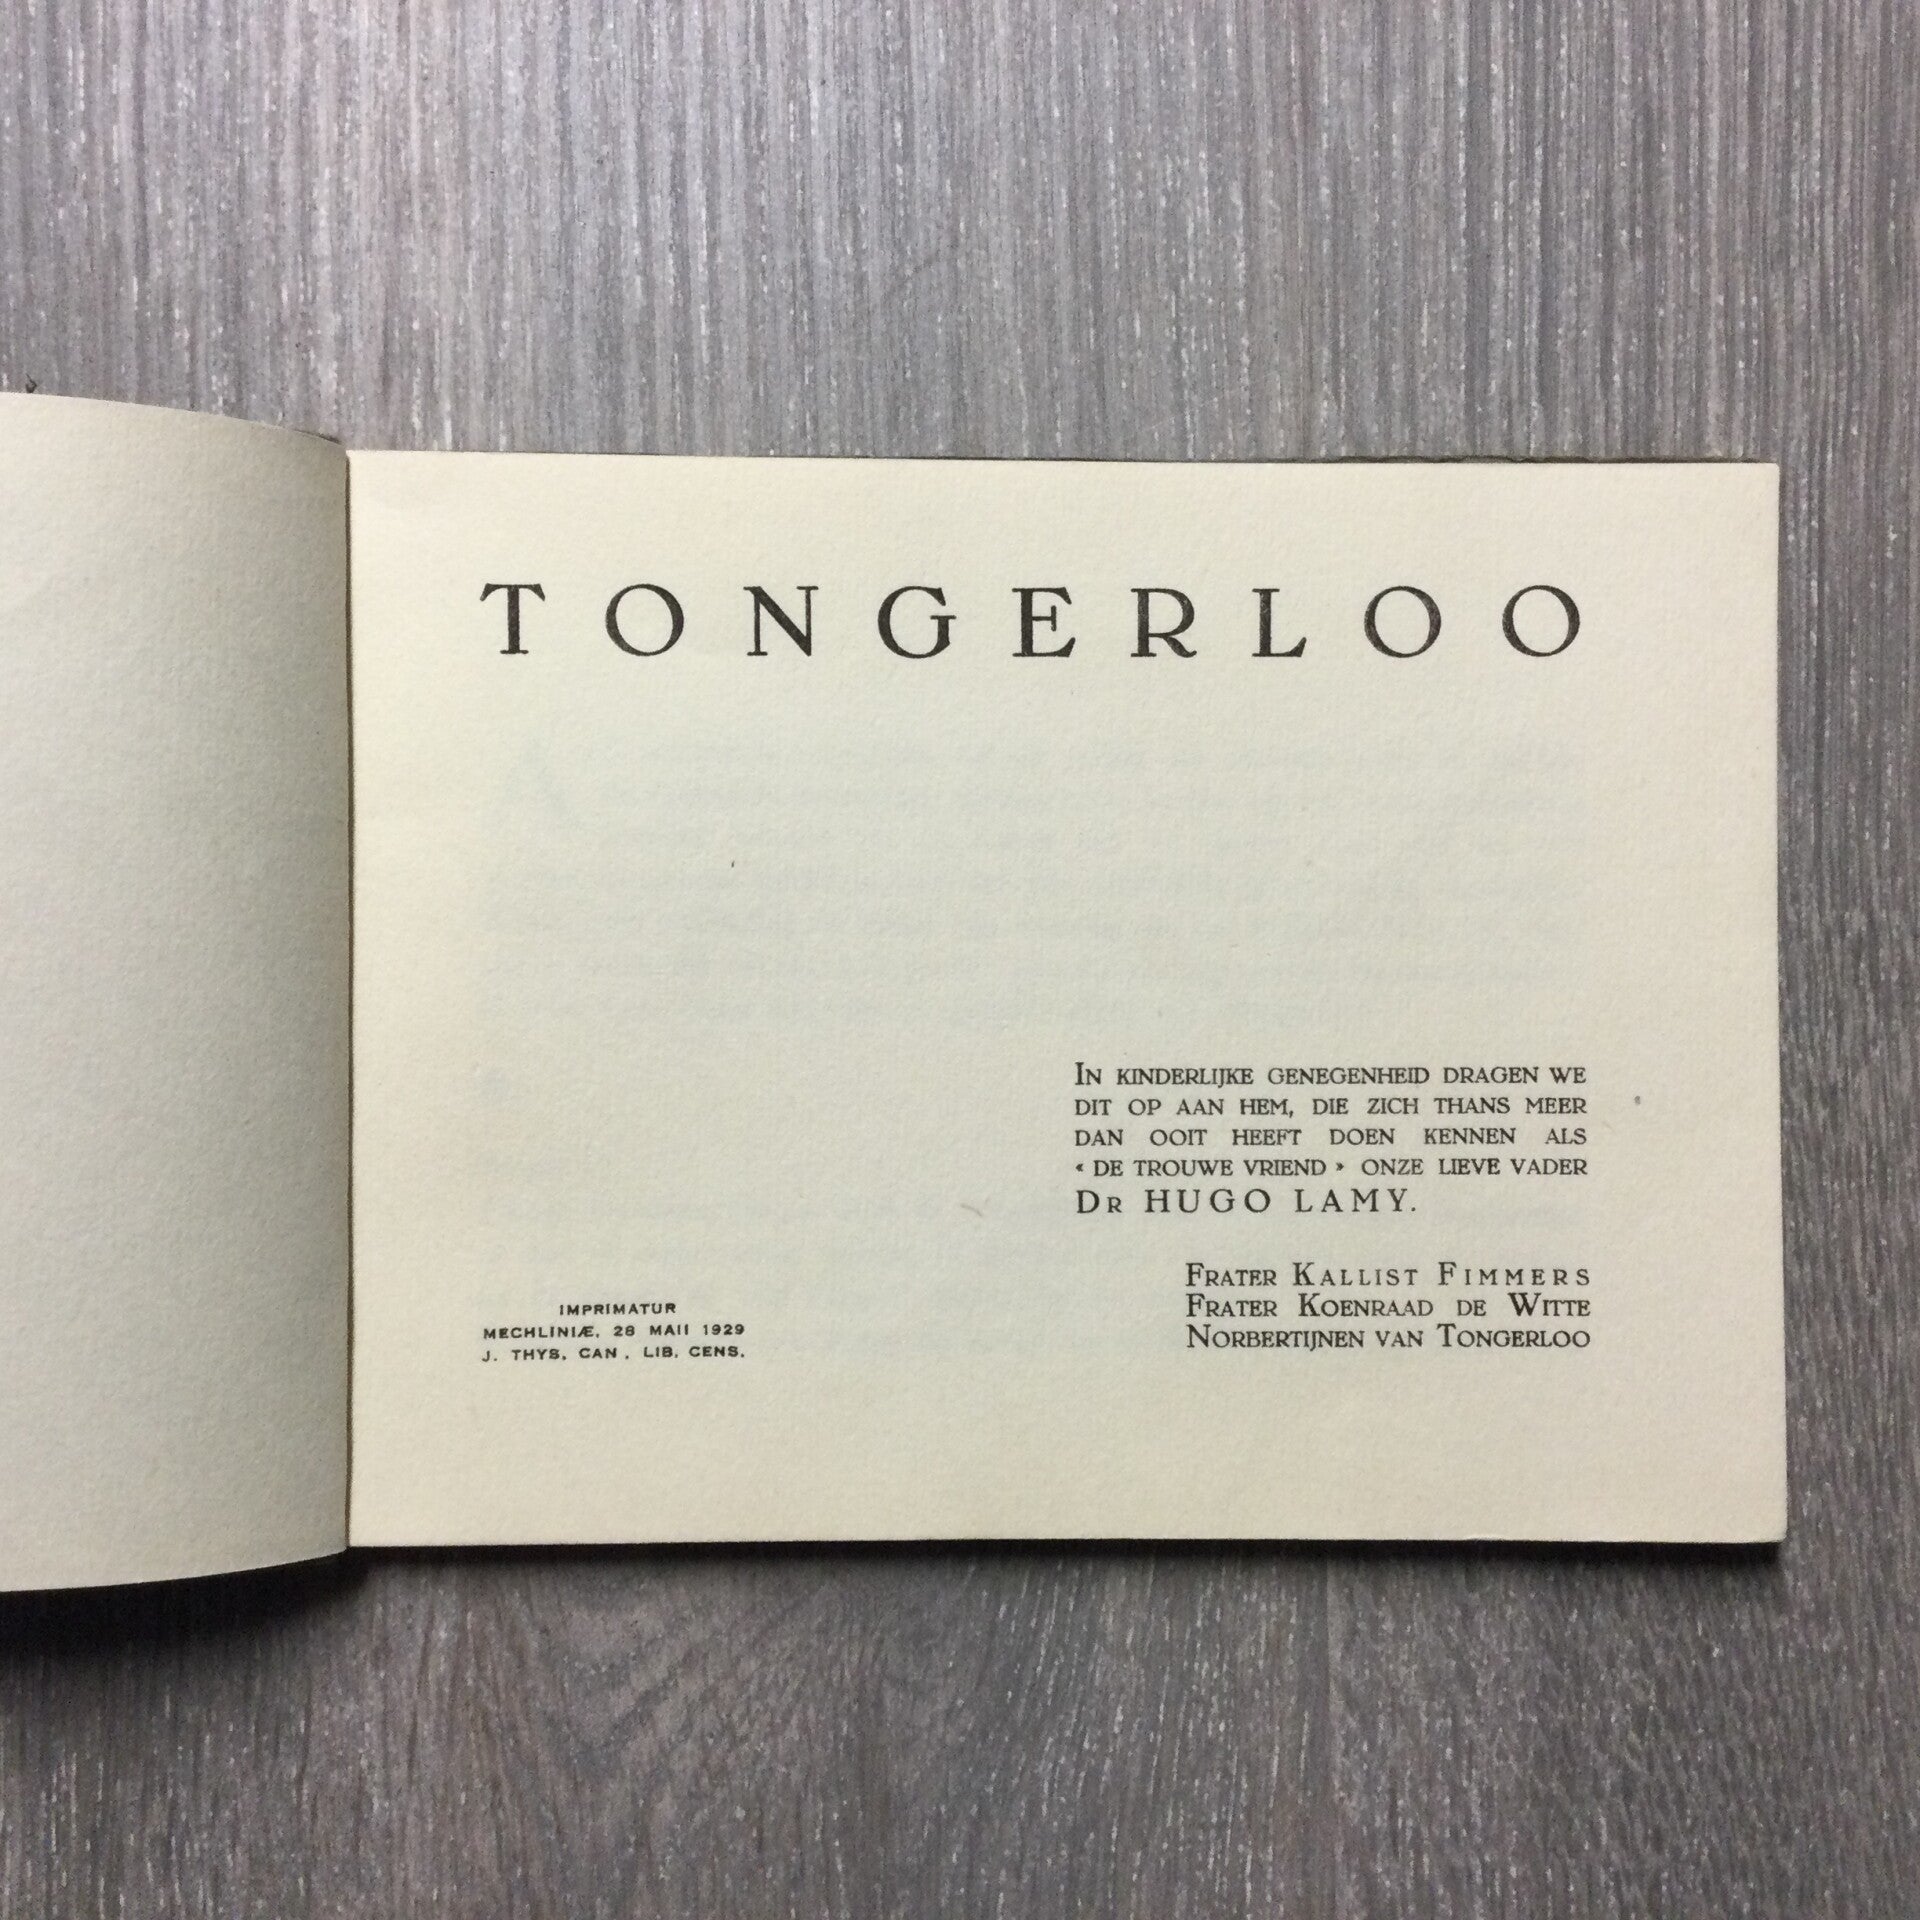 TONGERLOO
IN KINDERLIJKE GENEGENHEID DRAGEN WE
DIT OP AAN HEM, DIE ZICH THANS MEER
DAN OOIT HEEFT DOEN KENNEN ALS
« DE TROUWE VRIEND » ONZE LIEVE VADER
DR HUGO LAMY.
FRATER KALLIST FIMMERS
FRATER KOENRAAD DE WITTE
NORBERTIJNEN VAN TONGERLOO
IMPRIMATUR
MECHLINIÆ, 28 MAII 1929
J. THYS, CAN. LIB. CENS.